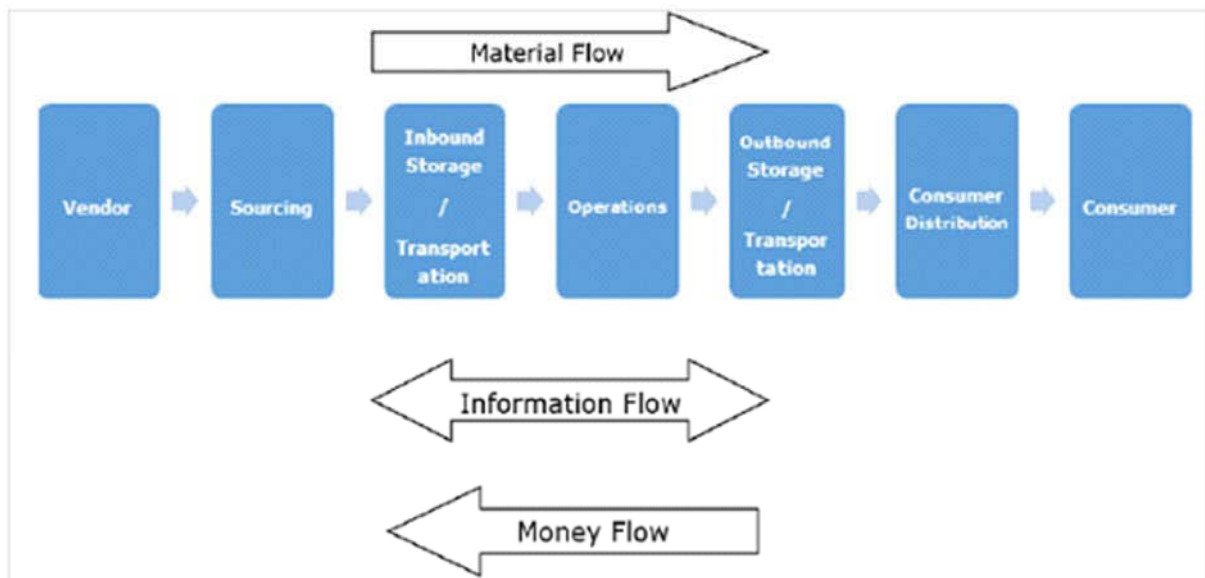 Material Flow
Vendor
Sourcing
Inbound
Storage
/
Transport
ation
Operations
Outbound
Storage
/
Transpor
tation
Consumer
Distribution
Consumer
Information Flow
Money Flow